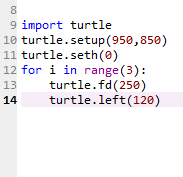 8
9 import turtle
10 turtle.setup(950,850)
11 turtle.seth(0)
12 for i in range(3):
13     turtle.fd(250)
14     turtle.left(120)